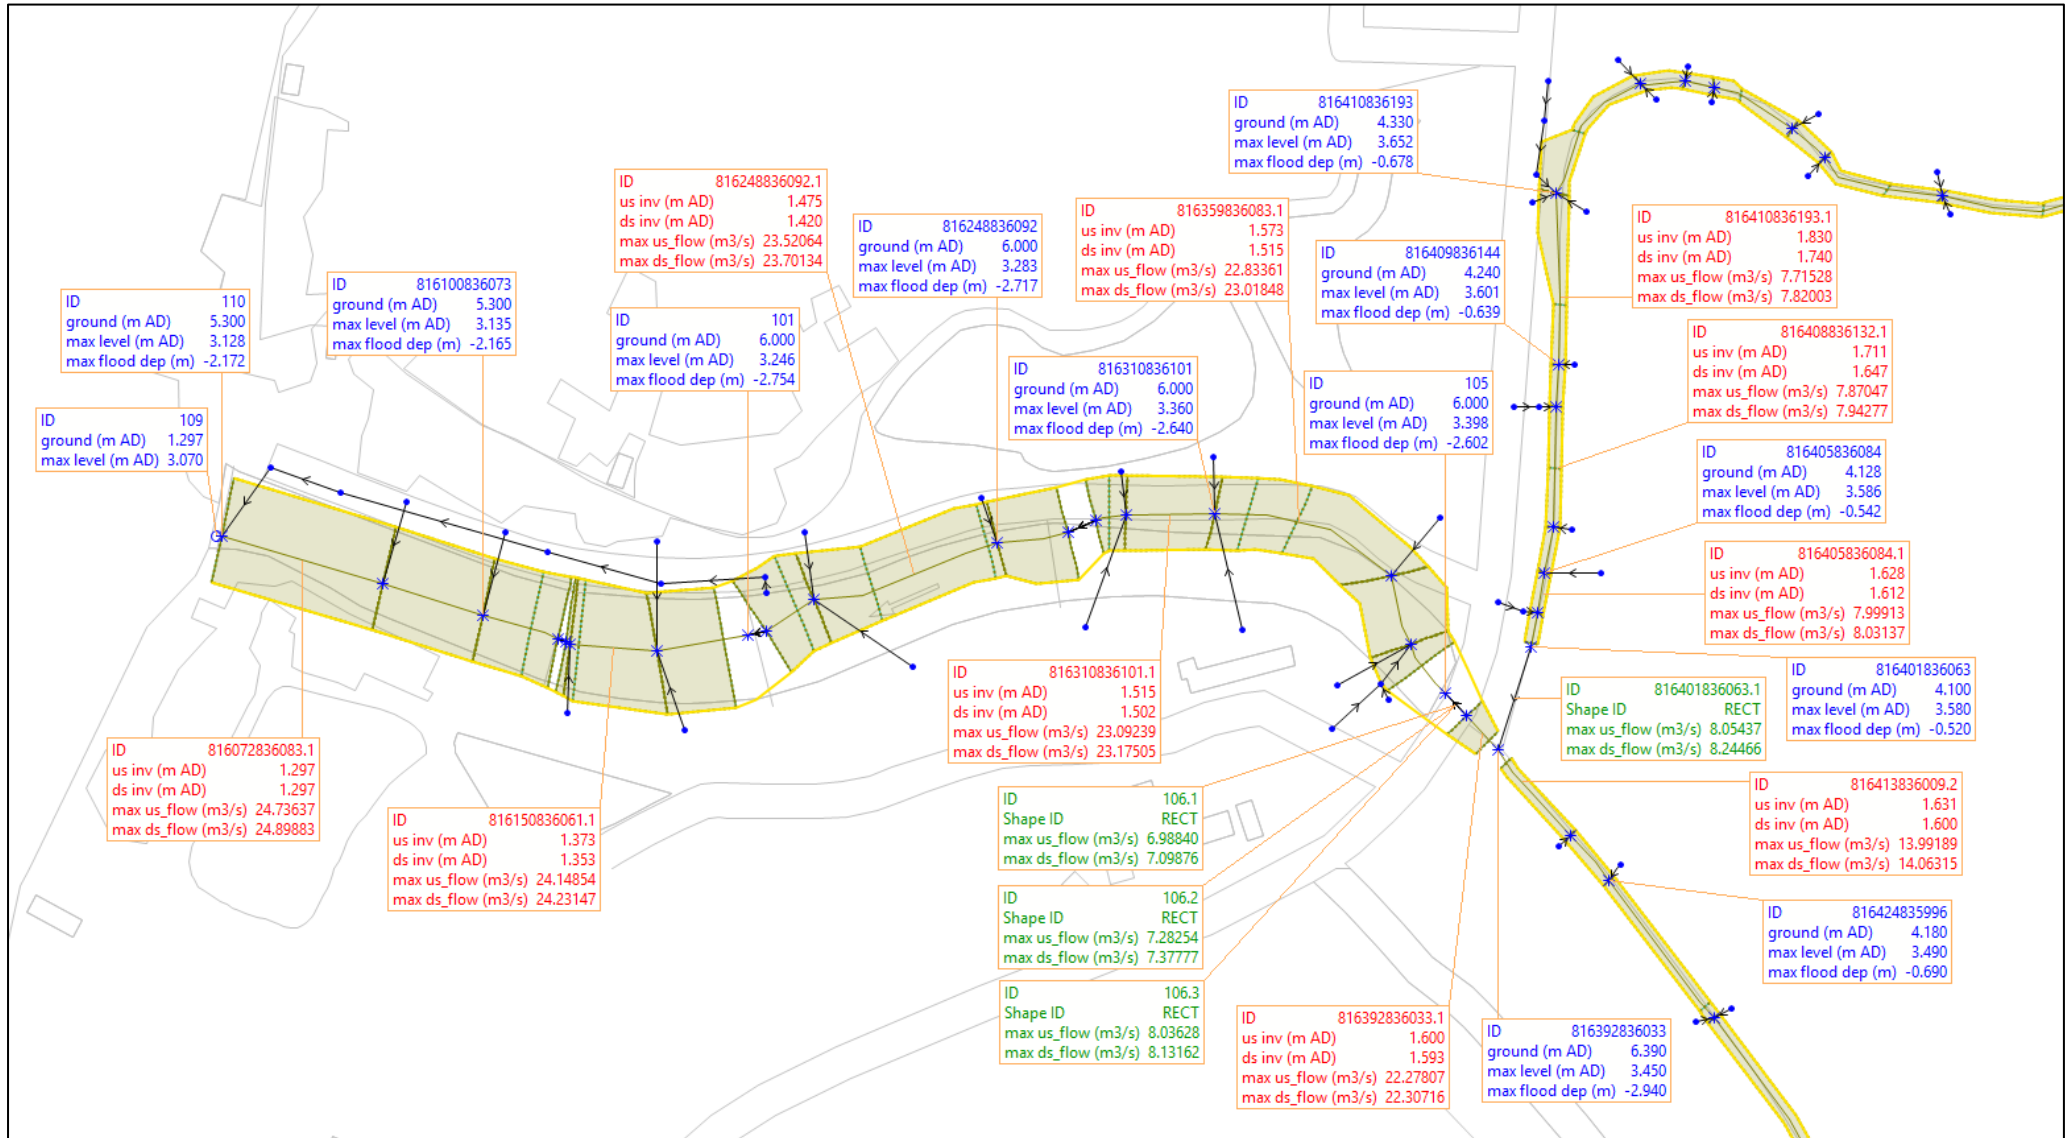 ID 816410836193
ground (m AD) 4.330
max level (m AD) 3.652
max flood dep (m) -0.678
ID 816248836092.1
us inv (m AD) 1.475
ds inv (m AD) 1.420
max us_flow (m3/s) 23.52064
max ds_flow (m3/s) 23.70134
ID 816248836092
ground (m AD) 6.000
max level (m AD) 3.283
max flood dep (m) -2.717
ID 816359836083.1
us inv (m AD) 1.573
ds inv (m AD) 1.515
max us_flow (m3/s) 22.83361
max ds_flow (m3/s) 23.01848
ID 816410836193.1
us inv (m AD) 1.830
ds inv (m AD) 1.740
max us_flow (m3/s) 7.71528
max ds_flow (m3/s) 7.82003
ID 816409836144
ground (m AD) 4.240
max level (m AD) 3.601
max flood dep (m) -0.639
ID 110
ground (m AD) 5.300
max level (m AD) 3.128
max flood dep (m) -2.172
ID 816100836073
ground (m AD) 5.300
max level (m AD) 3.135
max flood dep (m) -2.165
ID 101
ground (m AD) 6.000
max level (m AD) 3.246
max flood dep (m) -2.754
ID 816310836101
ground (m AD) 6.000
max level (m AD) 3.360
max flood dep (m) -2.640
ID 105
ground (m AD) 6.000
max level (m AD) 3.398
max flood dep (m) -2.602
ID 816408836132.1
us inv (m AD) 1.711
ds inv (m AD) 1.647
max us_flow (m3/s) 7.87047
max ds_flow (m3/s) 7.94277
ID 109
ground (m AD) 1.297
max level (m AD) 3.070
ID 816405836084
ground (m AD) 4.128
max level (m AD) 3.586
max flood dep (m) -0.542
ID 816405836084.1
us inv (m AD) 1.628
ds inv (m AD) 1.612
max us_flow (m3/s) 7.99913
max ds_flow (m3/s) 8.03137
ID 816310836101.1
us inv (m AD) 1.515
ds inv (m AD) 1.502
max us_flow (m3/s) 23.09239
max ds_flow (m3/s) 23.17505
ID 816401836063.1
Shape ID RECT
max us_flow (m3/s) 8.05437
max ds_flow (m3/s) 8.24466
ID 816401836063
ground (m AD) 4.100
max level (m AD) 3.580
max flood dep (m) -0.520
ID 816072836083.1
us inv (m AD) 1.297
ds inv (m AD) 1.297
max us_flow (m3/s) 24.73637
max ds_flow (m3/s) 24.89883
ID 816150836061.1
us inv (m AD) 1.373
ds inv (m AD) 1.353
max us_flow (m3/s) 24.14854
max ds_flow (m3/s) 24.23147
ID 106.1
Shape ID RECT
max us_flow (m3/s) 6.98840
max ds_flow (m3/s) 7.09876
ID 816413836009.2
us inv (m AD) 1.631
ds inv (m AD) 1.600
max us_flow (m3/s) 13.99189
max ds_flow (m3/s) 14.06315
ID 106.2
Shape ID RECT
max us_flow (m3/s) 7.28254
max ds_flow (m3/s) 7.37777
ID 816424835996
ground (m AD) 4.180
max level (m AD) 3.490
max flood dep (m) -0.690
ID 106.3
Shape ID RECT
max us_flow (m3/s) 8.03628
max ds_flow (m3/s) 8.13162
ID 816392836033.1
us inv (m AD) 1.600
ds inv (m AD) 1.593
max us_flow (m3/s) 22.27807
max ds_flow (m3/s) 22.30716
ID 816392836033
ground (m AD) 6.390
max level (m AD) 3.450
max flood dep (m) -2.940